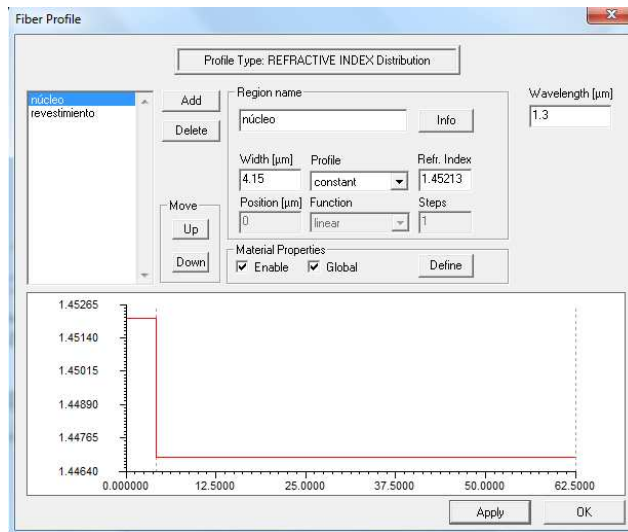 Fiber Profile
Profile Type: REFRACTIVE INDEX Distribution
núcleo
revestimiento
Add
Delete
Move
Up
Down
Region name
núcleo
Info
Width [µm]
Profile
Refr. Index
4.15
constant
1.45213
Position [µm]
Function
Steps
0
linear
1
Material Properties
Enable
Global
Define
Wavelength [µm]
1.3
1.45265
1.45140
1.45015
1.44890
1.44765
1.44640
0.000000 12.5000 25.0000 37.5000 50.0000 62.5000
Apply
OK